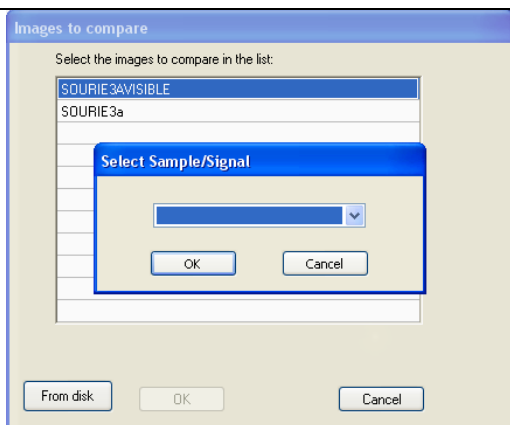 Images to compare
Select the images to compare in the list:
SOURIE3AVISIBLE
SOURIE3a
Select Sample/Signal
OK Cancel
From disk OK Cancel